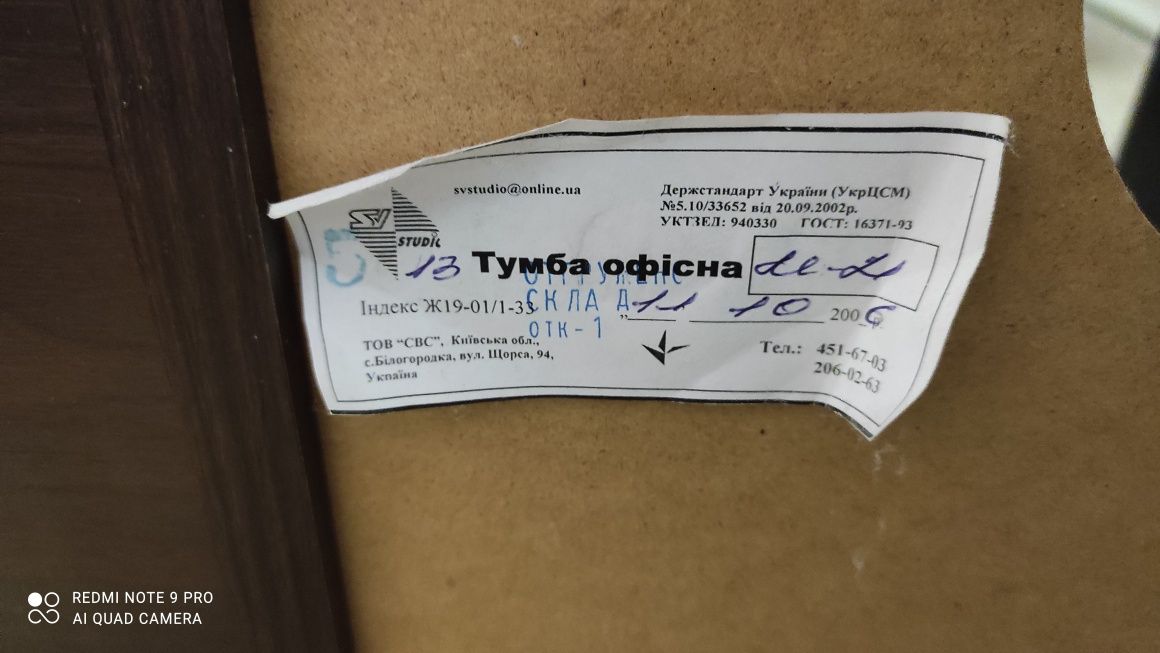 svstudio@online.ua
Держстандарт України (УкрЦСМ)
№5.10/33652 від 20.09.2002р.
УКТЗЕД: 940330 ГОСТ: 16371-93
SV STUDIO
13 Тумба офісна
Індекс Ж19-01/1-33
СКЛАД
ОТК-1
" 11 10 2006 р.
ТОВ "СВС", Київська обл.,
с.Білогородка, вул. Щорса, 94,
Україна
Тел.: 451-67-03
206-02-63
REDMI NOTE 9 PRO
AI QUAD CAMERA